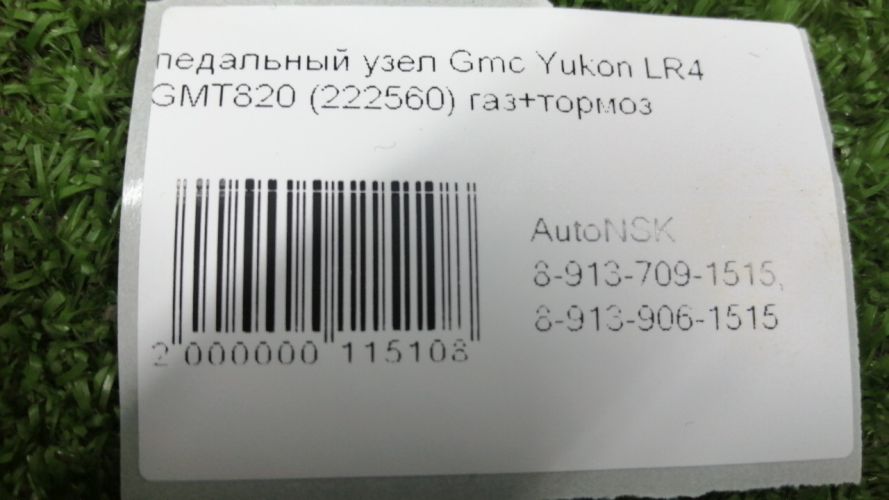 педальный узел Gmc Yukon LR4
GMT820 (222560) газ+тормоз
AutoNSK
8-913-709-1515,
8-913-906-1515
2 000000 115108